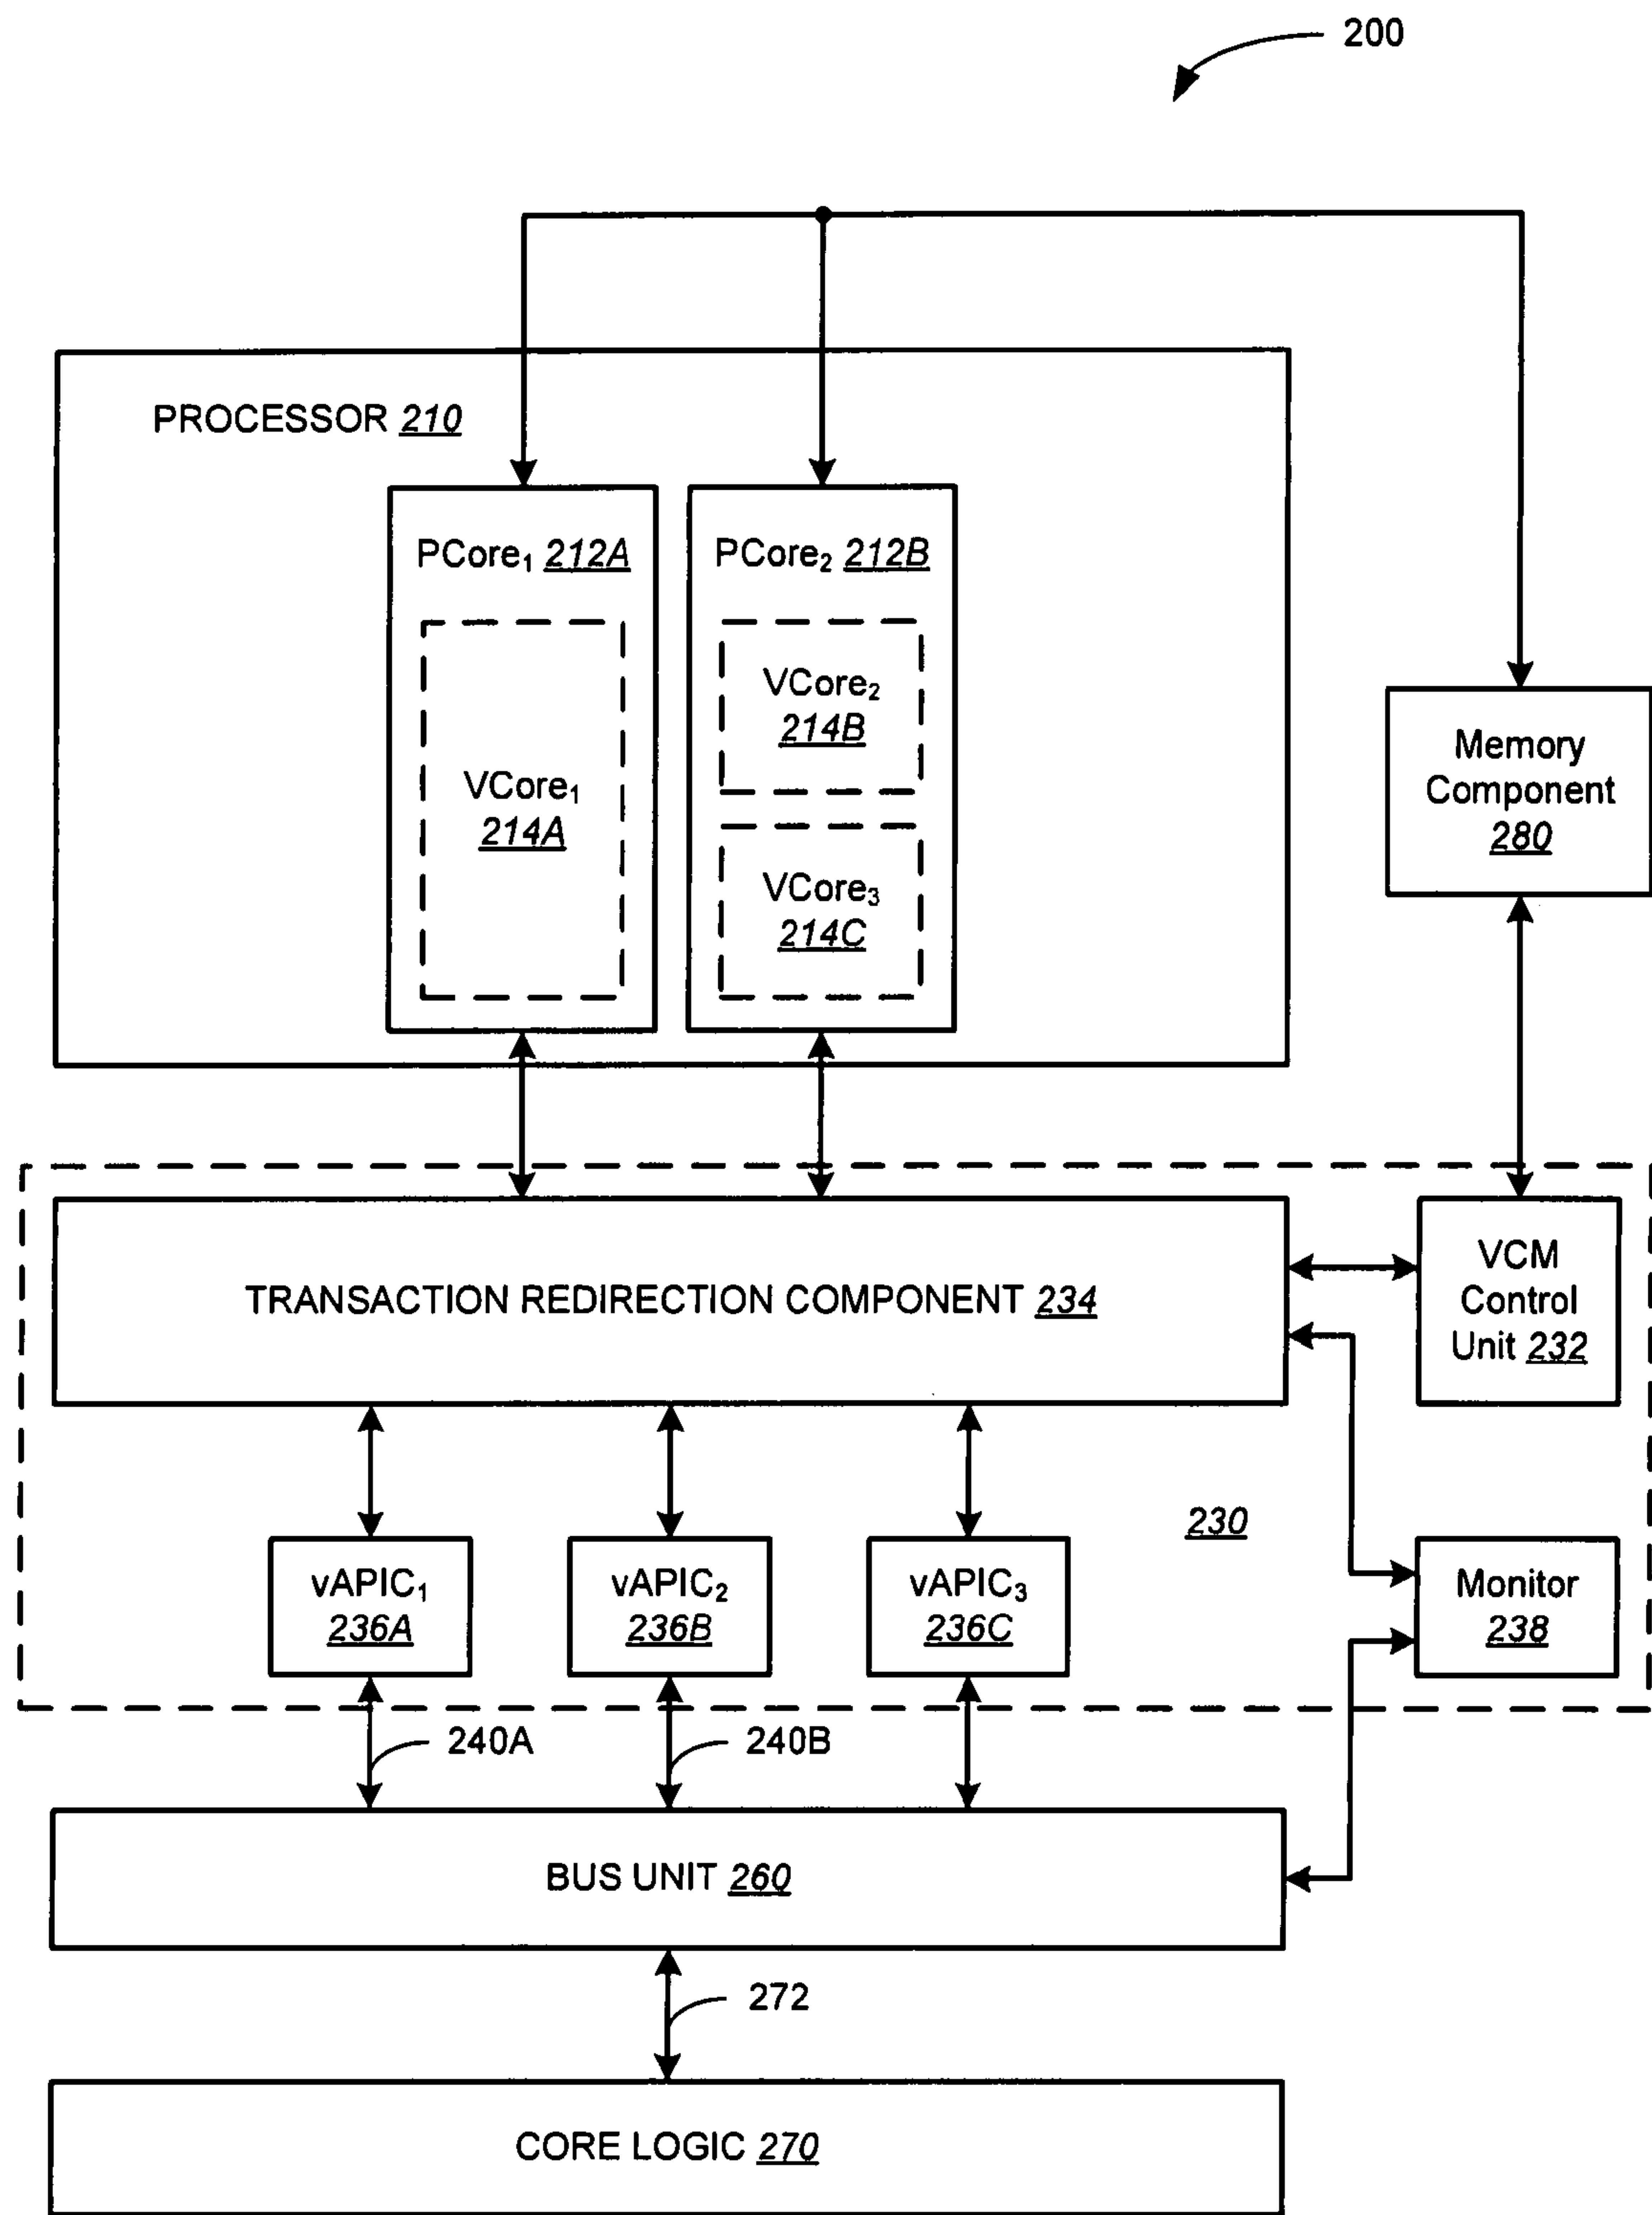 200
PROCESSOR 210
PCore₁ 212A
PCore₂ 212B
VCore₁
214A
VCore₂
214B
VCore₃
214C
Memory
Component
280
TRANSACTION REDIRECTION COMPONENT 234
VCM
Control
Unit 232
230
vAPIC₁
236A
vAPIC₂
236B
vAPIC₃
236C
Monitor
238
240A
240B
BUS UNIT 260
272
CORE LOGIC 270